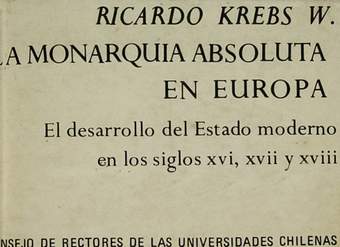 RICARDO KREBS W.
LA MONARQUIA ABSOLUTA
EN EUROPA
El desarrollo del Estado moderno
en los siglos XVI, XVII y XVIII
NSEJO DE RECTORES DE LAS UNIVERSIDADES CHILENAS